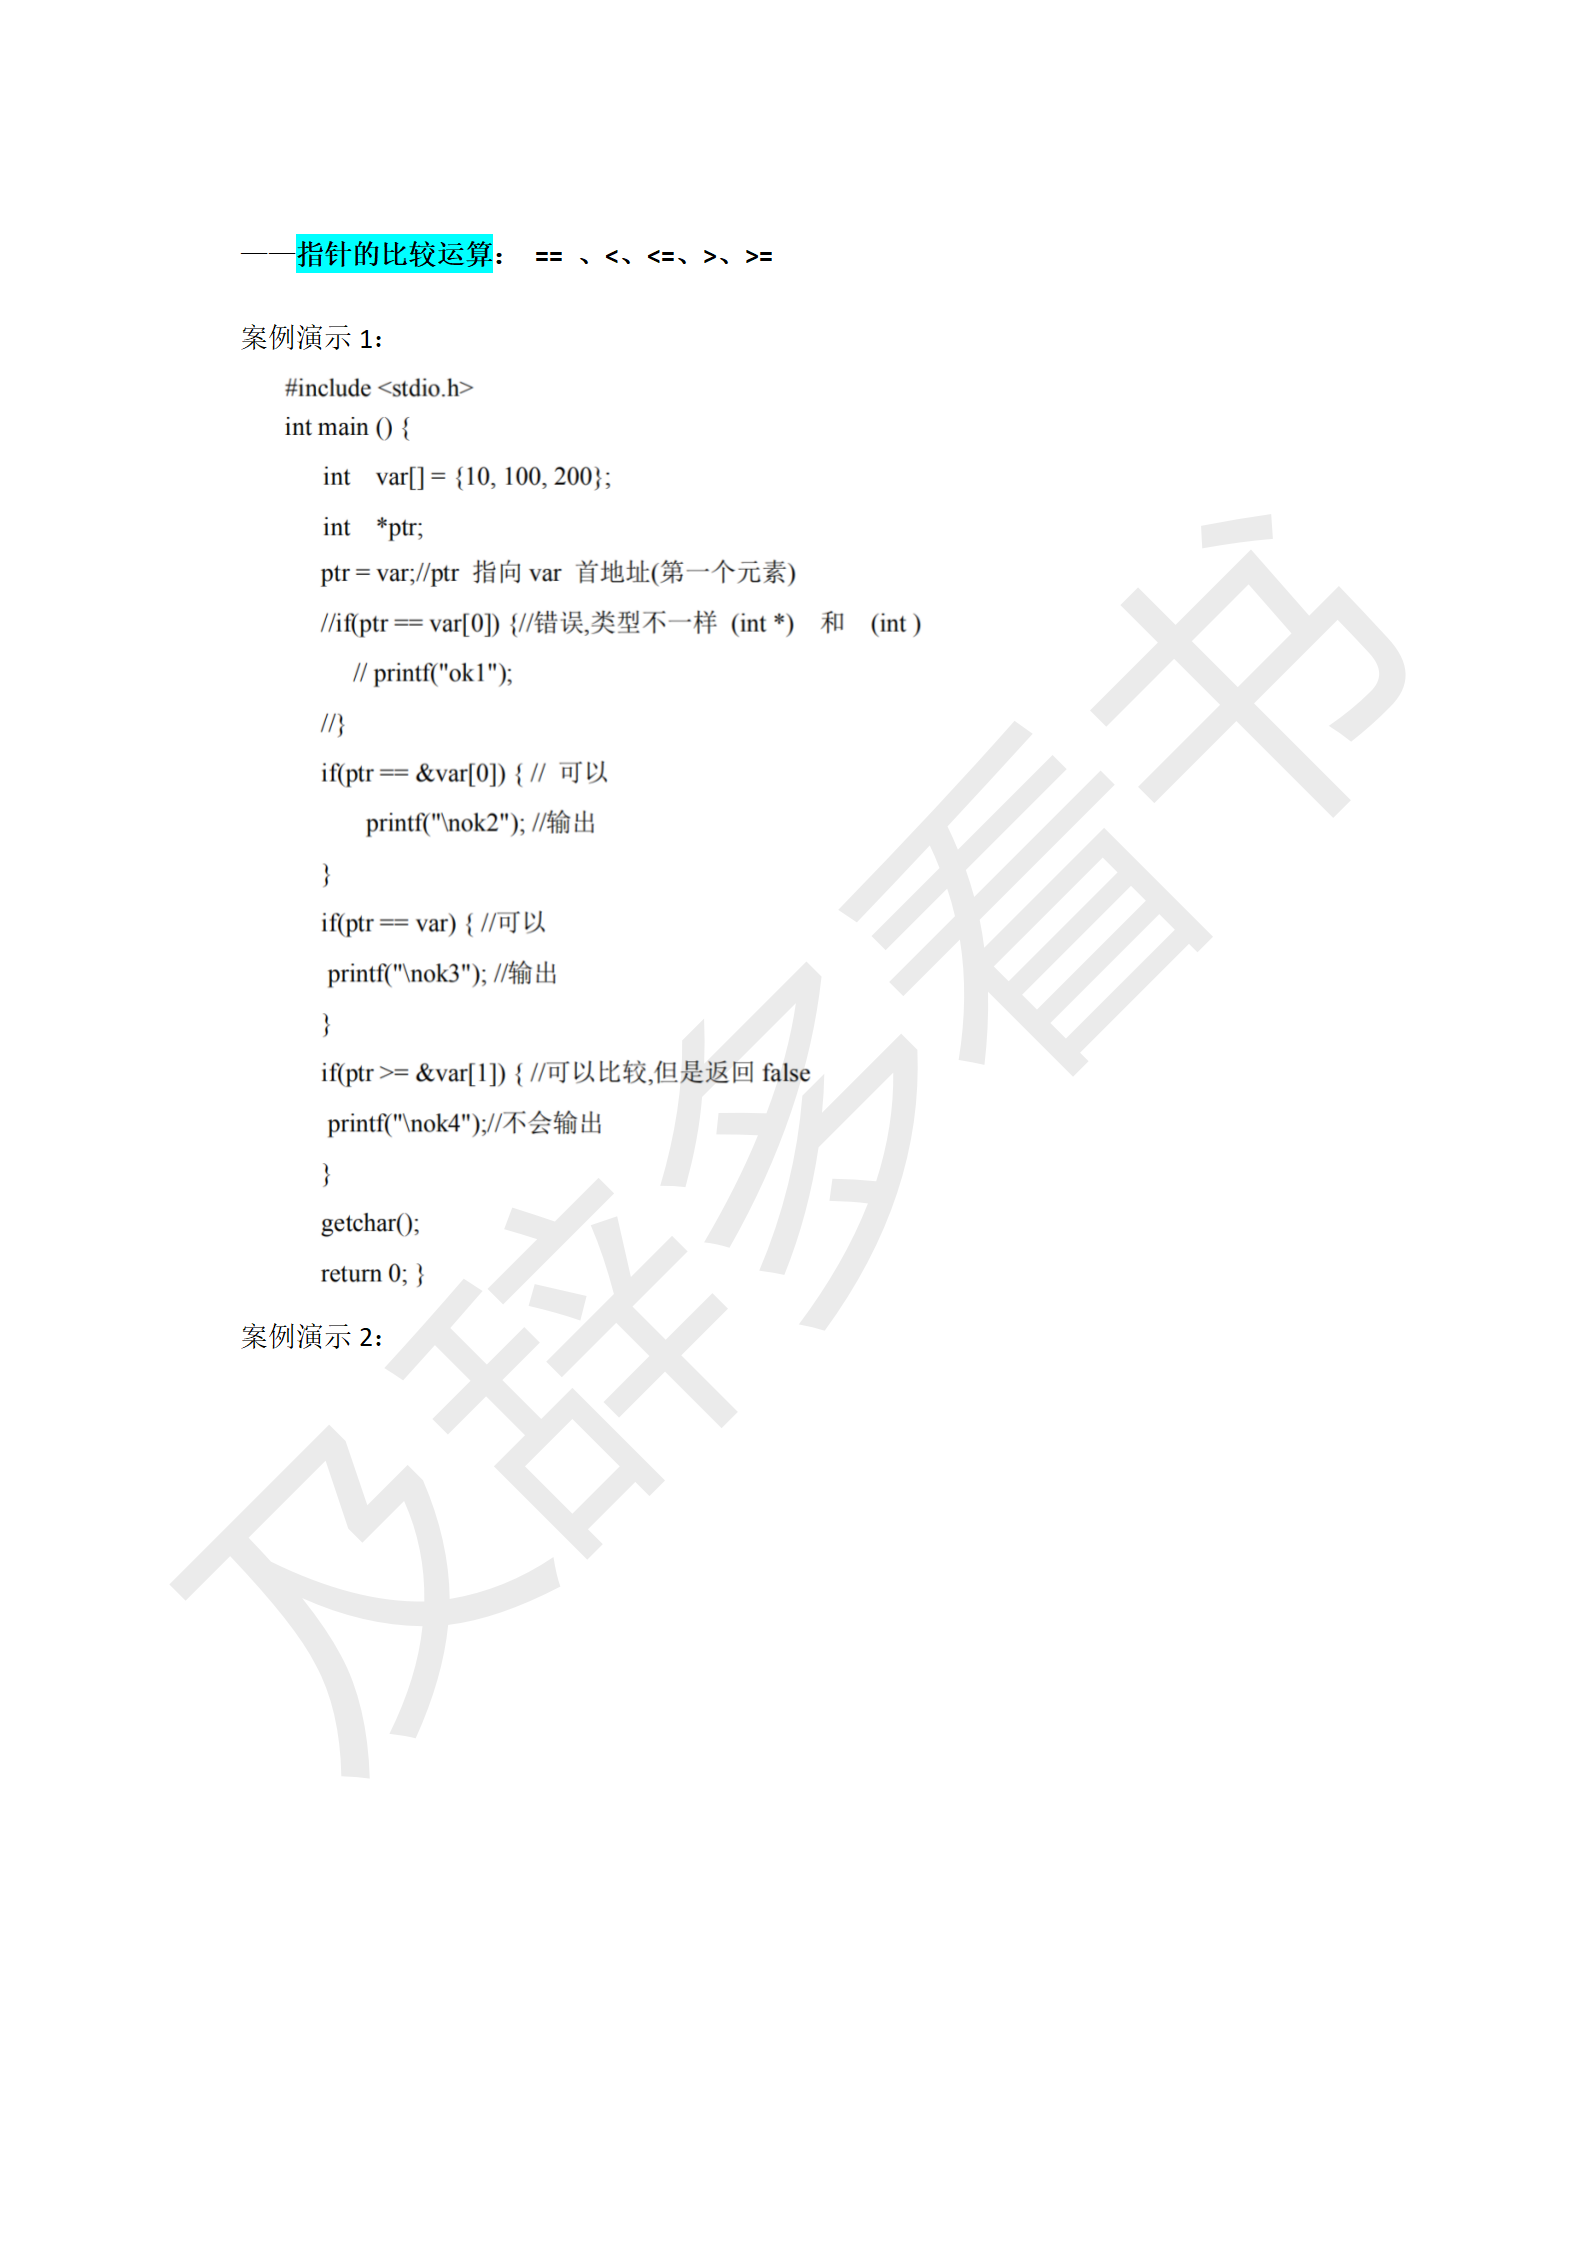 ——指针的比较运算： == 、<、<=、>、>=
案例演示 1：
#include <stdio.h>
int main () {
int var[] = {10, 100, 200};
int *ptr;
ptr = var;//ptr 指向 var 首地址(第一个元素)
//if(ptr == var[0]) {//错误,类型不一样 (int *) 和 (int )
// printf("ok1");
//}
if(ptr == &var[0]) { // 可以
printf("\nok2"); //输出
}
if(ptr == var) { //可以
printf("\nok3"); //输出
}
if(ptr >= &var[1]) { //可以比较,但是返回 false
printf("\nok4");//不会输出
}
getchar();
return 0; }
案例演示 2：
及辞多看书